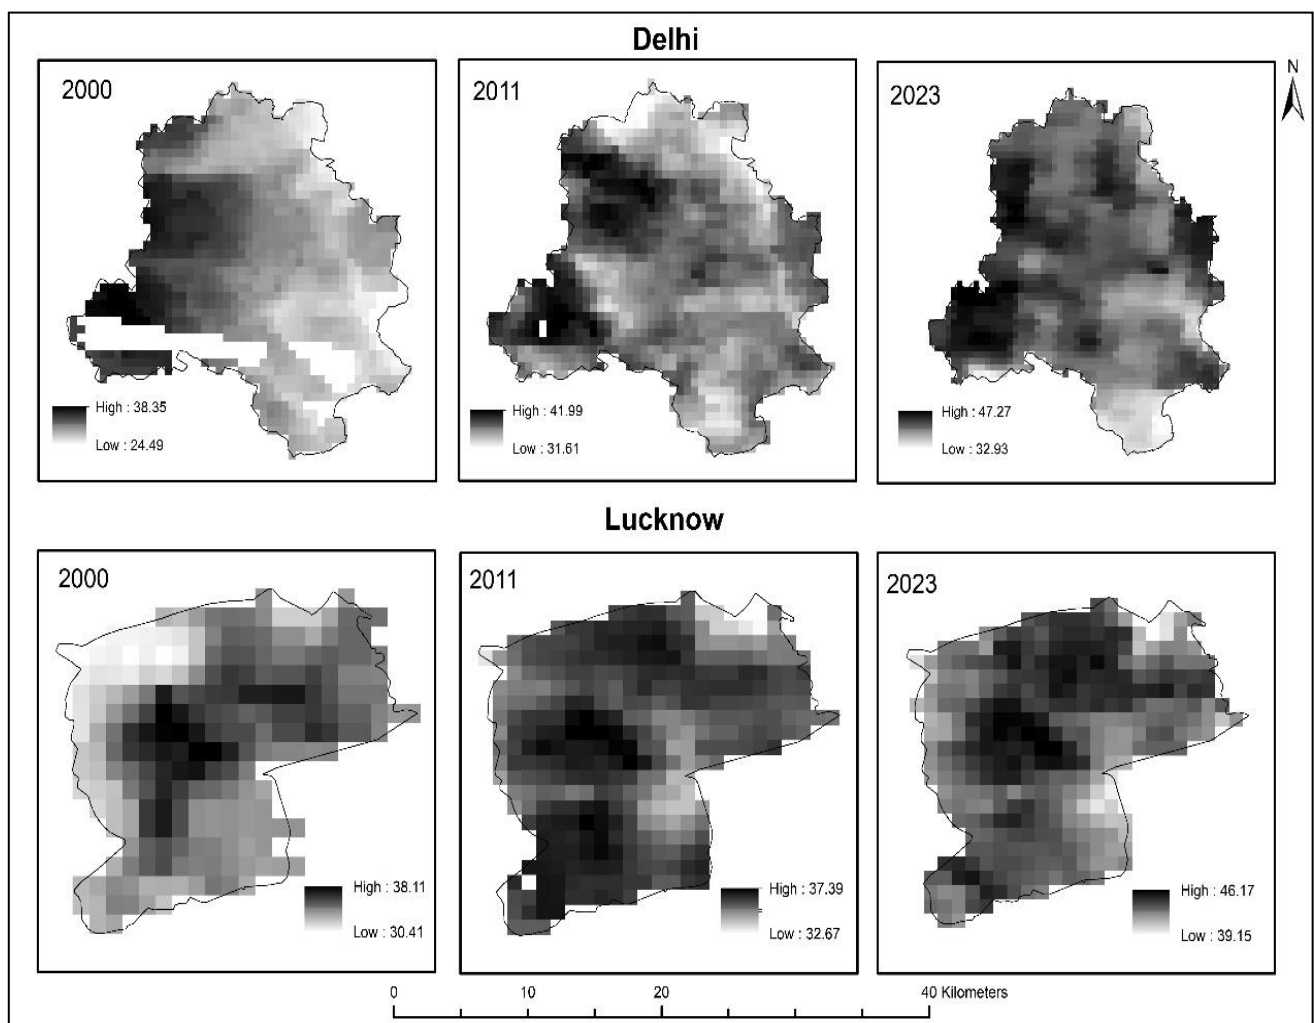 Delhi
N
2000
2011
2023
High : 38.35
Low : 24.49
High : 41.99
Low : 31.61
High : 47.27
Low : 32.93
Lucknow
2000
2011
2023
High : 38.11
Low : 30.41
High : 37.39
Low : 32.67
High : 46.17
Low : 39.15
0 10 20 40 Kilometers